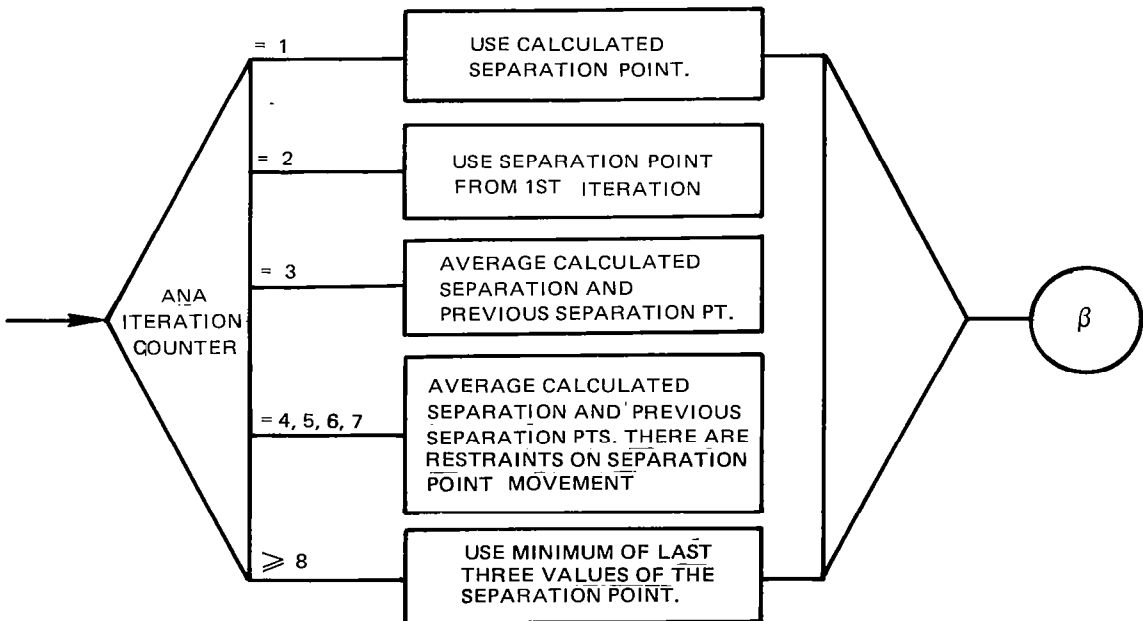 = 1
USE CALCULATED
SEPARATION POINT.
= 2
USE SEPARATION POINT
FROM 1ST ITERATION
= 3
AVERAGE CALCULATED
SEPARATION AND
PREVIOUS SEPARATION PT.
ANA
ITERATION
COUNTER
β
= 4, 5, 6, 7
AVERAGE CALCULATED
SEPARATION AND PREVIOUS
SEPARATION PTS. THERE ARE
RESTRAINTS ON SEPARATION
POINT MOVEMENT
⩾ 8
USE MINIMUM OF LAST
THREE VALUES OF THE
SEPARATION POINT.